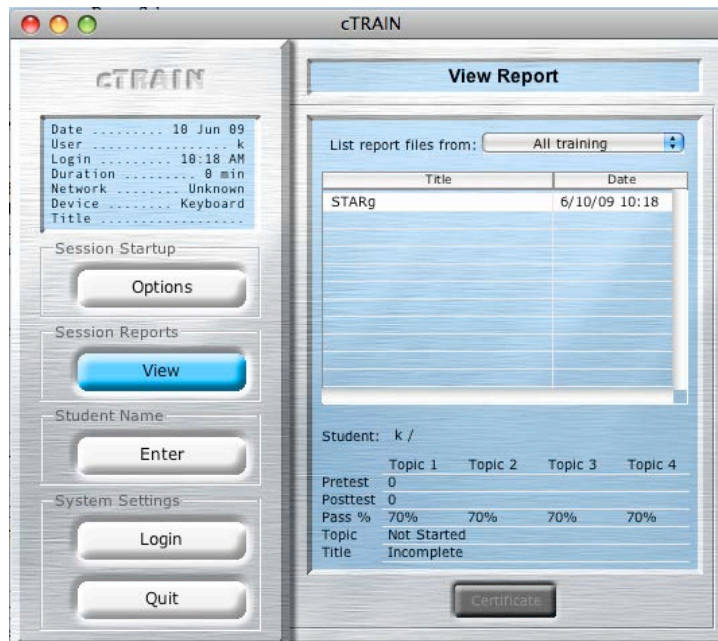 cTRAIN
cTRAIN
Date ......... 10 Jun 09
User .................. k
Login .......... 10:18 AM
Duration ......... 0 min
Network ........ Unknown
Device ........ Keyboard
Title ..................
Session Startup
Options
Session Reports
View
Student Name
Enter
System Settings
Login
Quit
View Report
List report files from: All training
Title Date
STARg 6/10/09 10:18
Student: k /
Topic 1 Topic 2 Topic 3 Topic 4
Pretest 0
Posttest 0
Pass % 70% 70% 70% 70%
Topic Not Started
Title Incomplete
Certificate